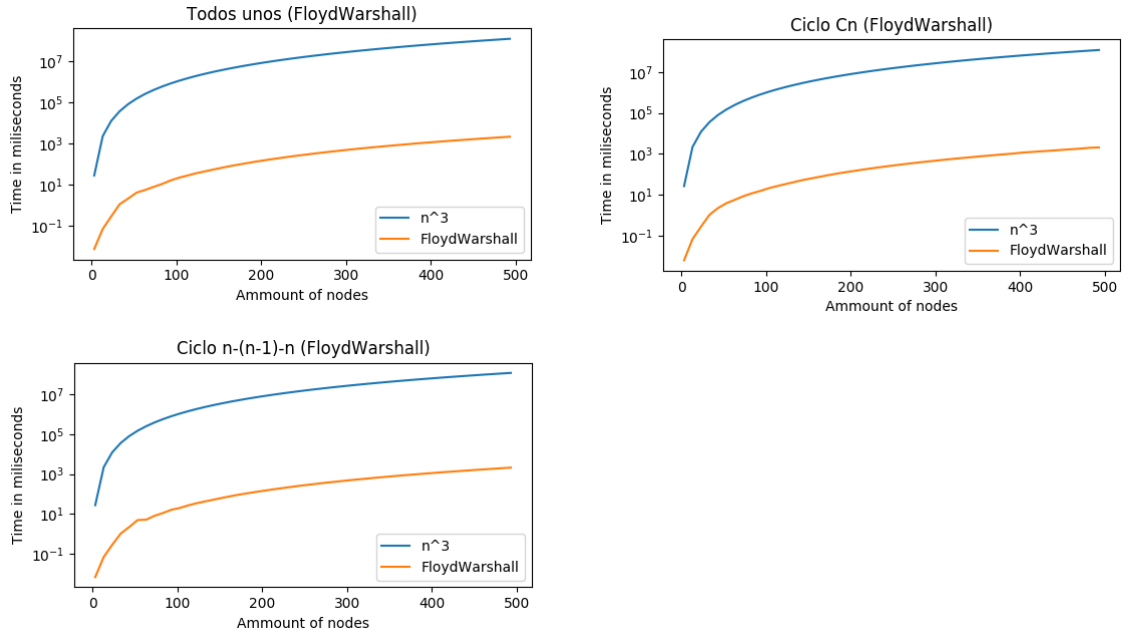 Todos unos (FloydWarshall)
Time in miliseconds
10^7
10^5
10^3
10^1
10^-1
n^3
FloydWarshall
0 100 200 300 400 500
Ammount of nodes
Ciclo Cn (FloydWarshall)
Time in miliseconds
10^7
10^5
10^3
10^1
10^-1
n^3
FloydWarshall
0 100 200 300 400 500
Ammount of nodes
Ciclo n-(n-1)-n (FloydWarshall)
Time in miliseconds
10^7
10^5
10^3
10^1
10^-1
n^3
FloydWarshall
0 100 200 300 400 500
Ammount of nodes